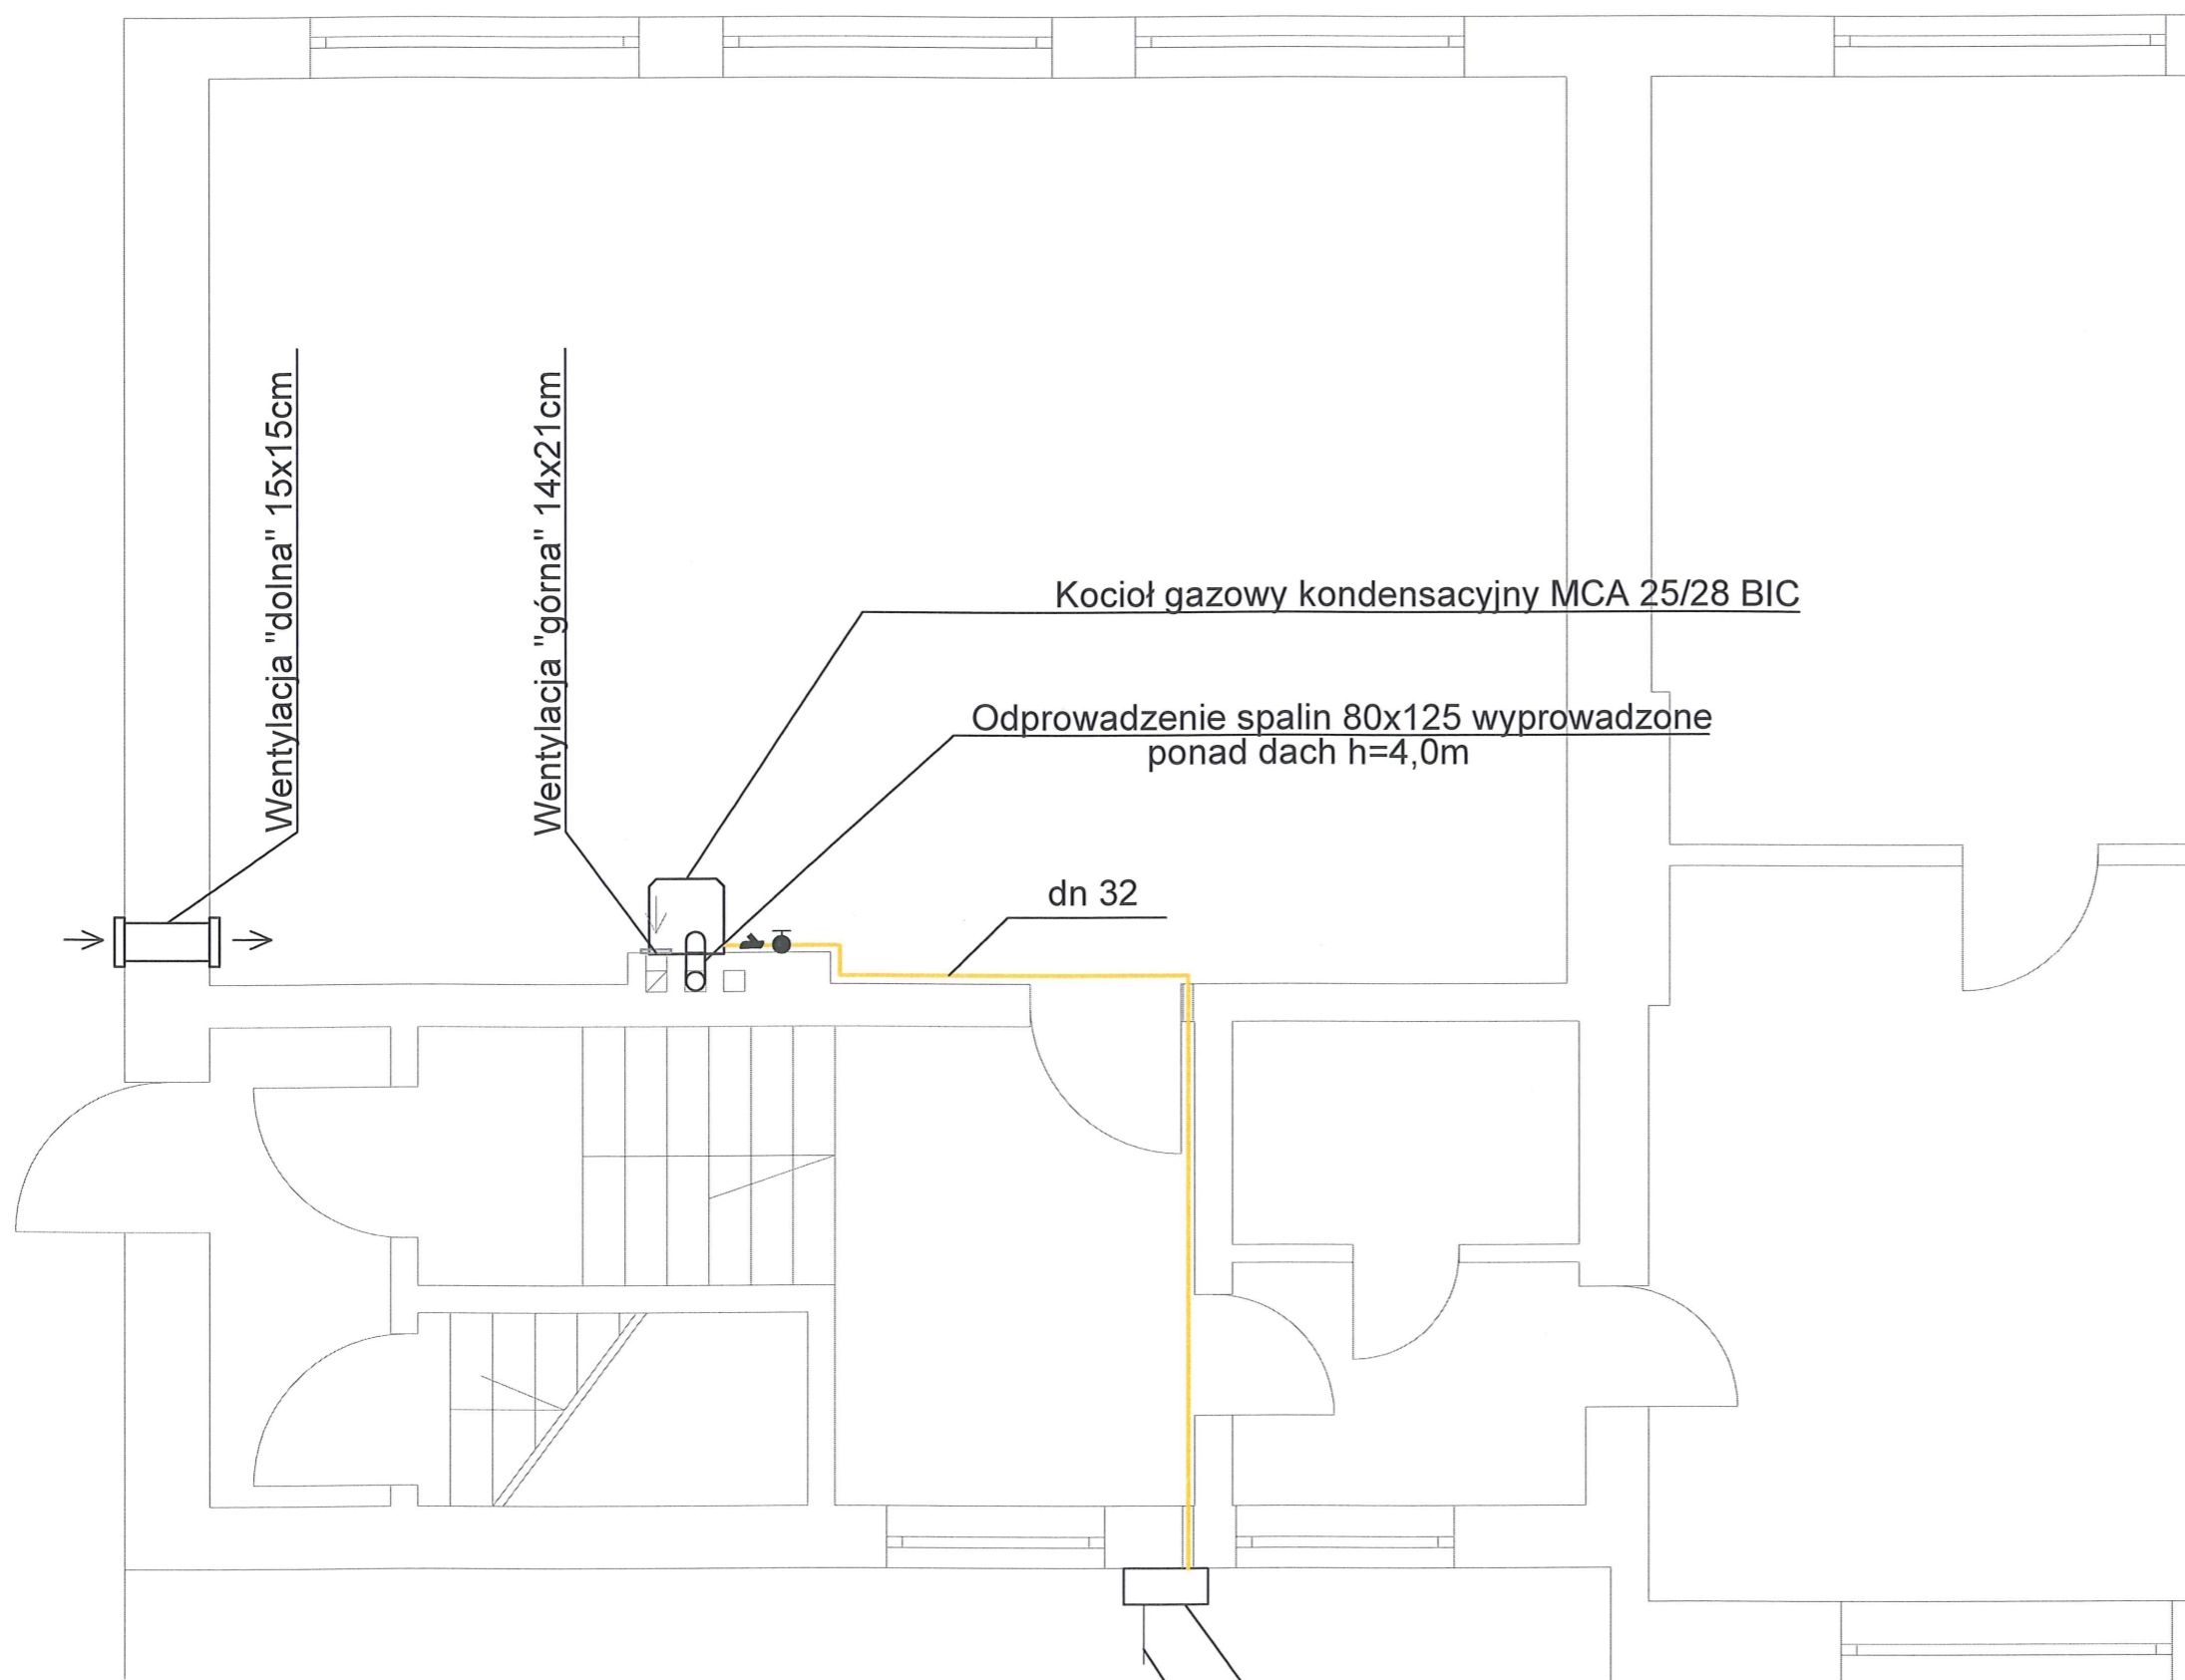 Wentylacja "dolna" 15x15cm
Wentylacja "górna" 14x21cm
Kocioł gazowy kondensacyjny MCA 25/28 BIC
Odprowadzenie spalin 80x125 wyprowadzone
ponad dach h=4,0m
dn 32